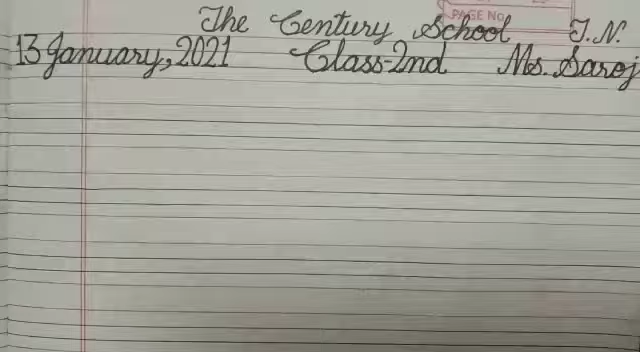 PAGE NO.
The Century School T.N.
13 January, 2021 Class-2nd Ms. Saroj